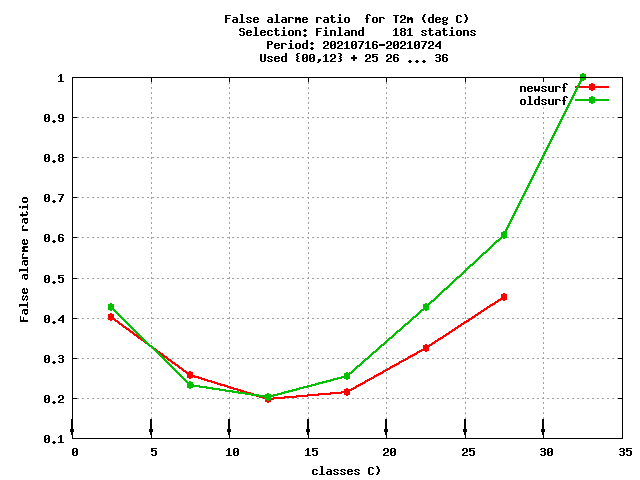 False alarme ratio  for T2m (deg C)
Selection: Finland    181 stations
Period: 20210716-20210724
Used {00,12} + 25 26 ... 36
newsurf
oldsurf
1
0.9
0.8
0.7
0.6
0.5
0.4
0.3
0.2
0.1
False alarme ratio
0 5 10 15 20 25 30 35
classes C)